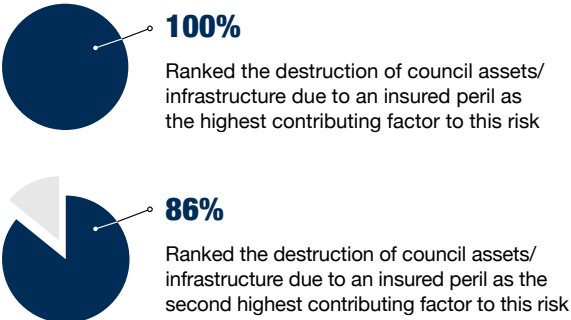 100%
Ranked the destruction of council assets/
infrastructure due to an insured peril as
the highest contributing factor to this risk
86%
Ranked the destruction of council assets/
infrastructure due to an insured peril as the
second highest contributing factor to this risk